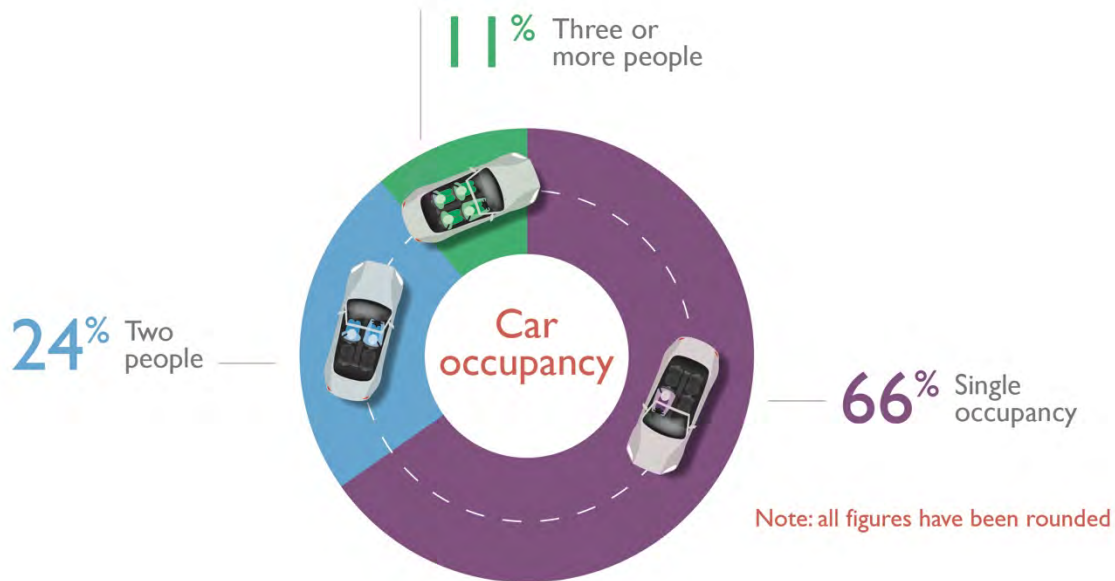 11% Three or
more people
Car
occupancy
24% Two
people
66% Single
occupancy
Note: all figures have been rounded